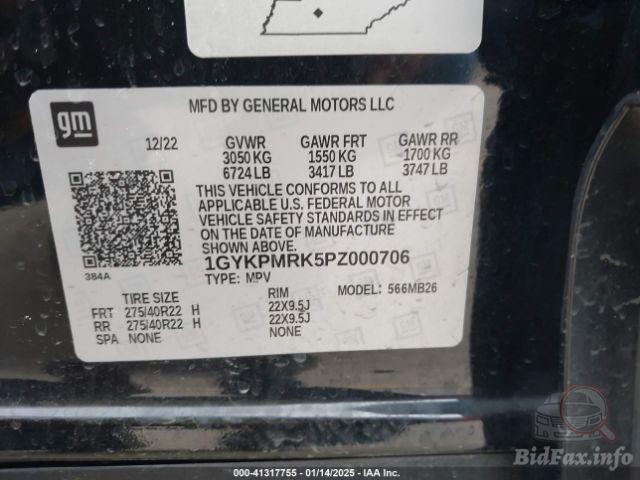 gm
MFD BY GENERAL MOTORS LLC
12/22 GVWR GAWR FRT GAWR RR
3050 KG 1550 KG 1700 KG
6724 LB 3417 LB 3747 LB
THIS VEHICLE CONFORMS TO ALL
APPLICABLE U.S. FEDERAL MOTOR
VEHICLE SAFETY STANDARDS IN EFFECT
ON THE DATE OF MANUFACTURE
SHOWN ABOVE.
384A
1GYKPMRK5PZ000706
TYPE: MPV
TIRE SIZE RIM MODEL: 566MB26
FRT 275/40R22 H 22X9.5J
RR 275/40R22 H 22X9.5J
SPA NONE NONE
BidFax.info
000-41317755 - 01/14/2025 - IAA Inc.